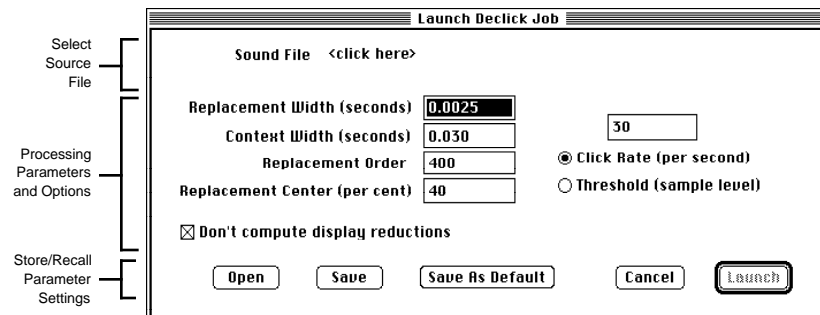 Launch Declick Job
Select
Source
File
Sound File <click here>
Processing
Parameters
and Options
Replacement Width (seconds) 0.0025
Context Width (seconds) 0.030
Replacement Order 400
Replacement Center (per cent) 40
30
Click Rate (per second)
Threshold (sample level)
Don't compute display reductions
Store/Recall
Parameter
Settings
Open Save Save As Default Cancel Launch